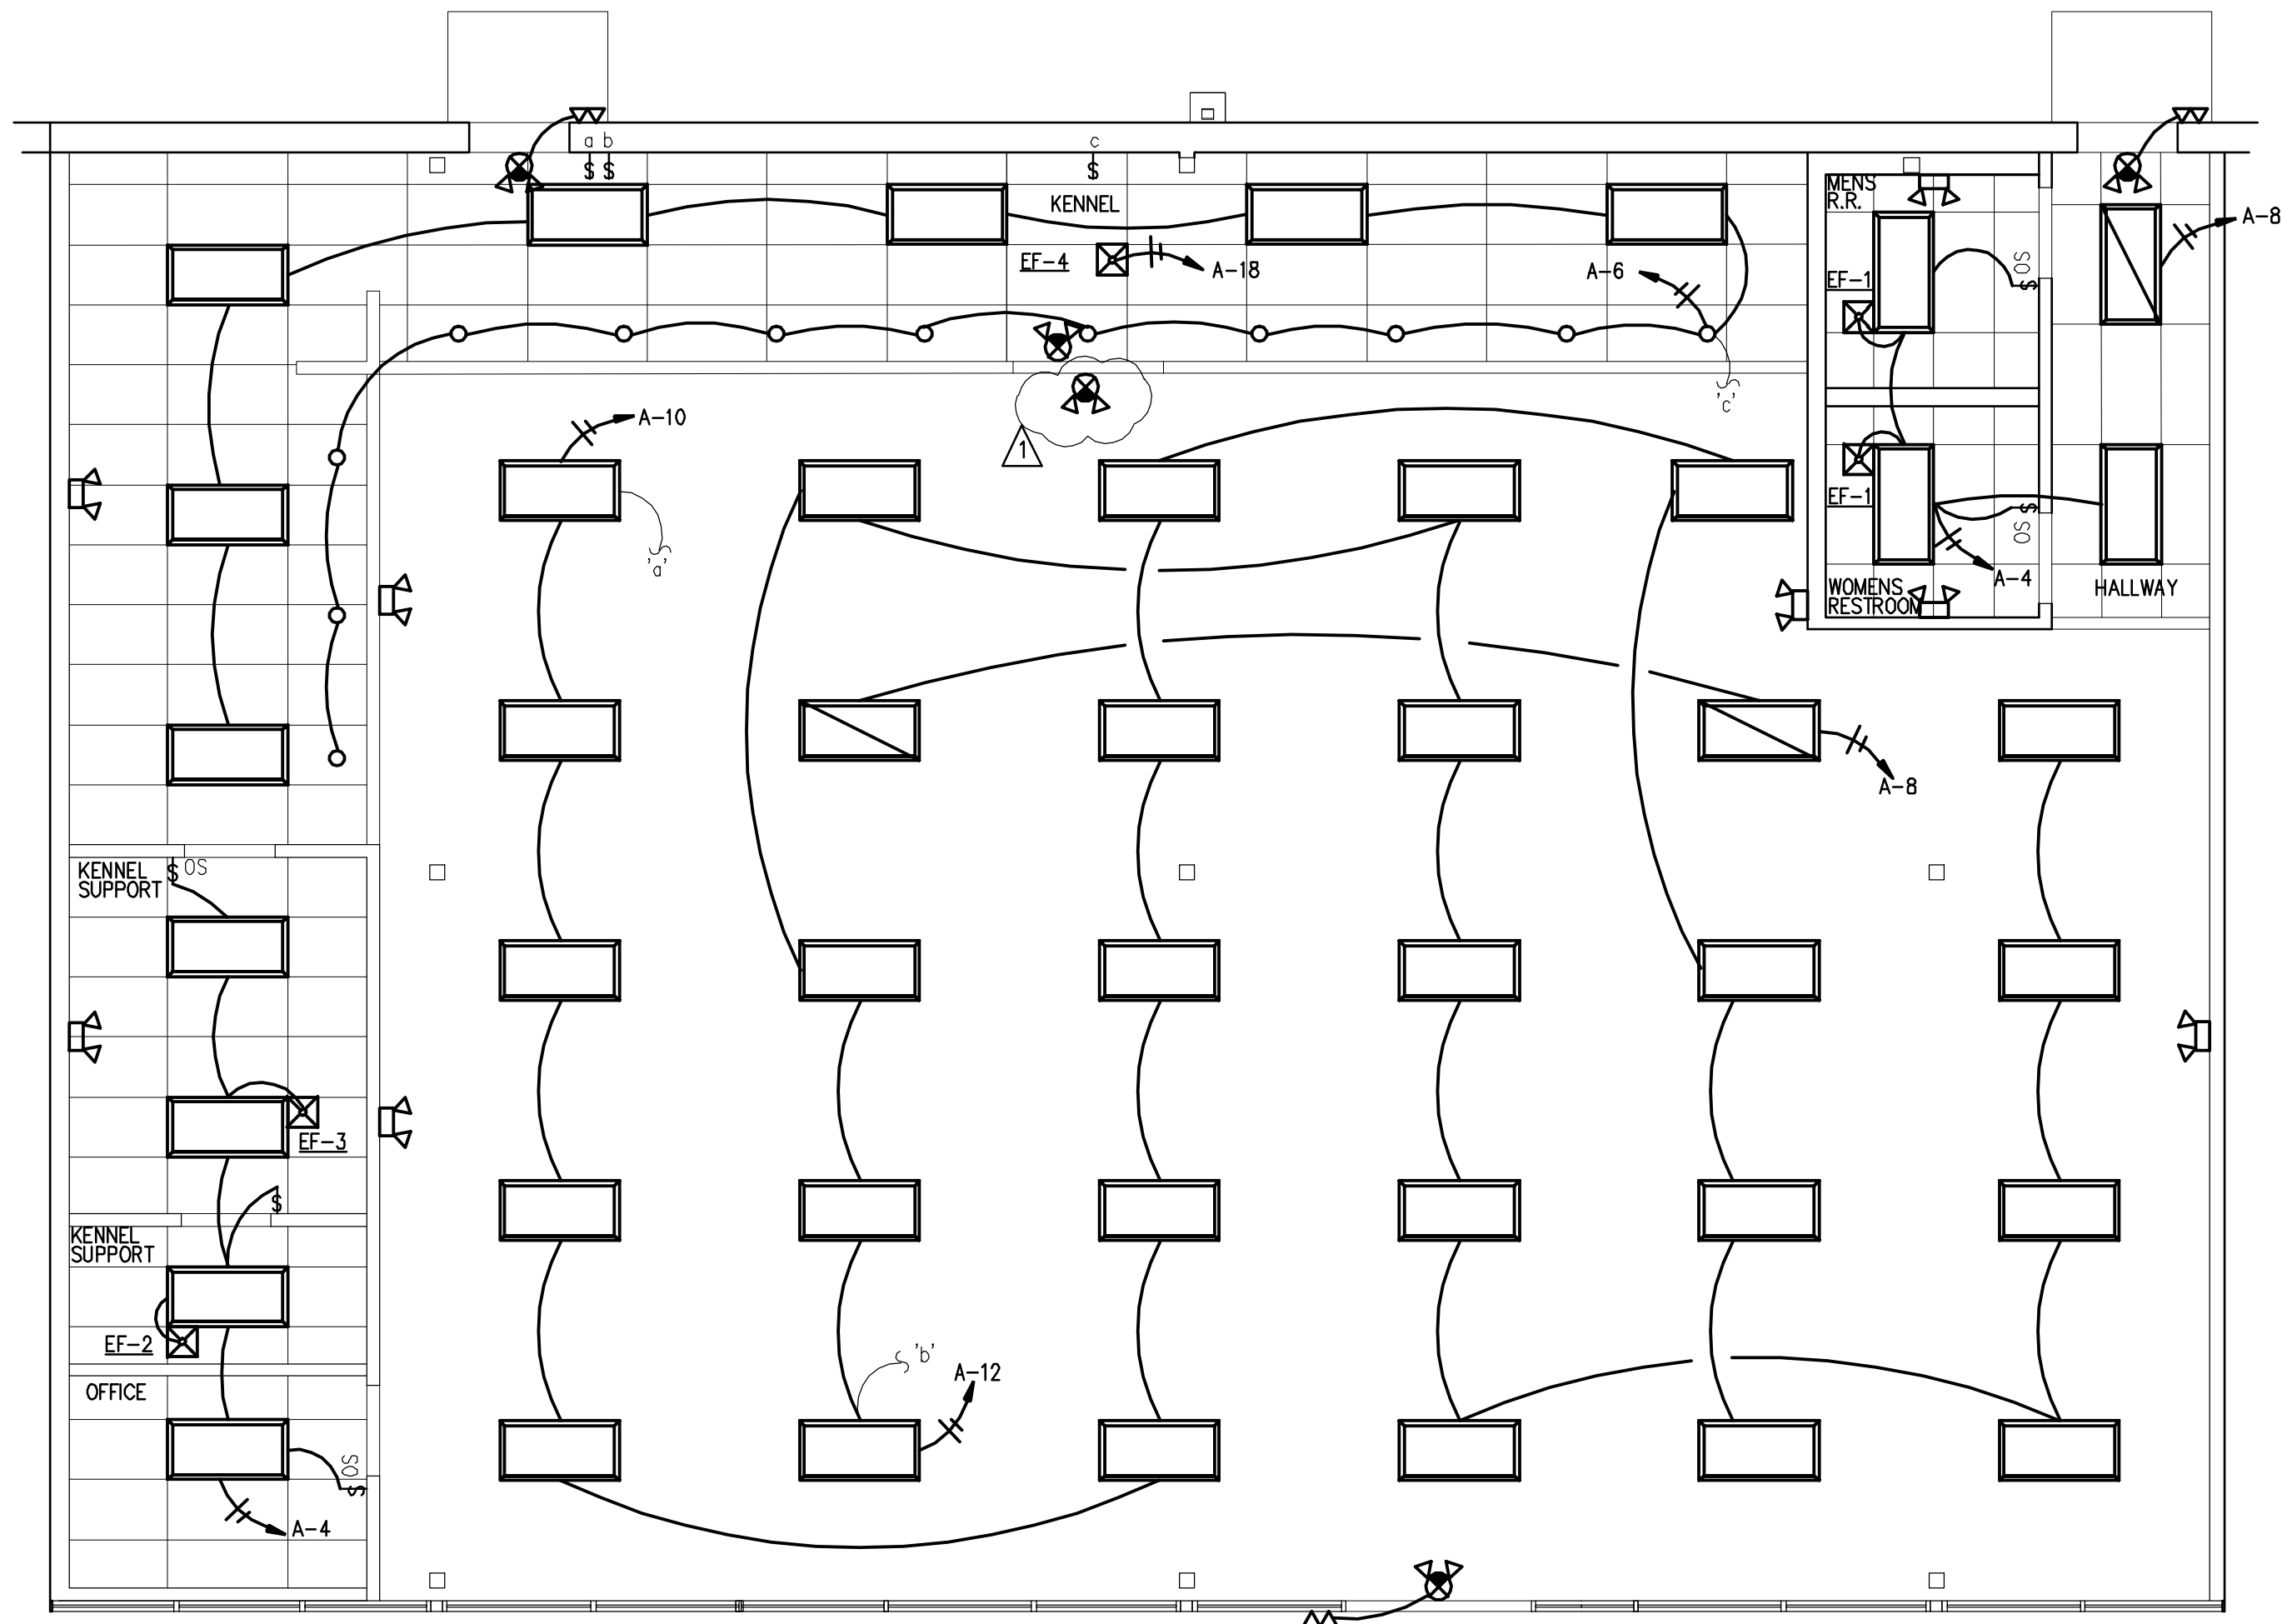 a b
$ $
c
$
KENNEL
MENS
R.R.
A-8
EF-4
A-18
A-6
EF-1
OS
$
A-10
'c'
1
'a'
EF-1
$
OS
A-4
WOMENS
RESTROOM
HALLWAY
A-8
KENNEL
SUPPORT
$ OS
EF-3
$
KENNEL
SUPPORT
EF-2
'b'
A-12
OFFICE
OS
$
A-4